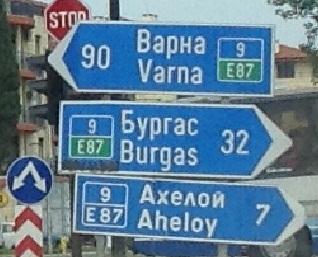 STOP
90 Варна 9
Varna E87
9 Бургас 32
E87 Burgas
9 Ахелой 7
E87 Aheloy